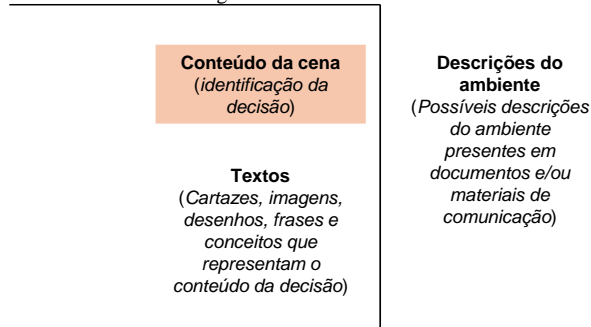 Conteúdo da cena
(identificação da
decisão)
Textos
(Cartazes, imagens,
desenhos, frases e
conceitos que
representam o
conteúdo da decisão)
Descrições do
ambiente
(Possíveis descrições
do ambiente
presentes em
documentos e/ou
materiais de
comunicação)